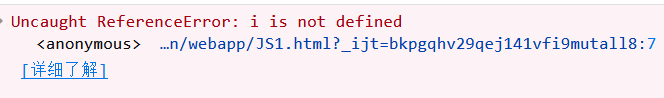 Uncaught ReferenceError: i is not defined
<anonymous> …n/webapp/JS1.html?_ijt=bkpgqhv29qej141vfi9mutall8:7
[详细了解]